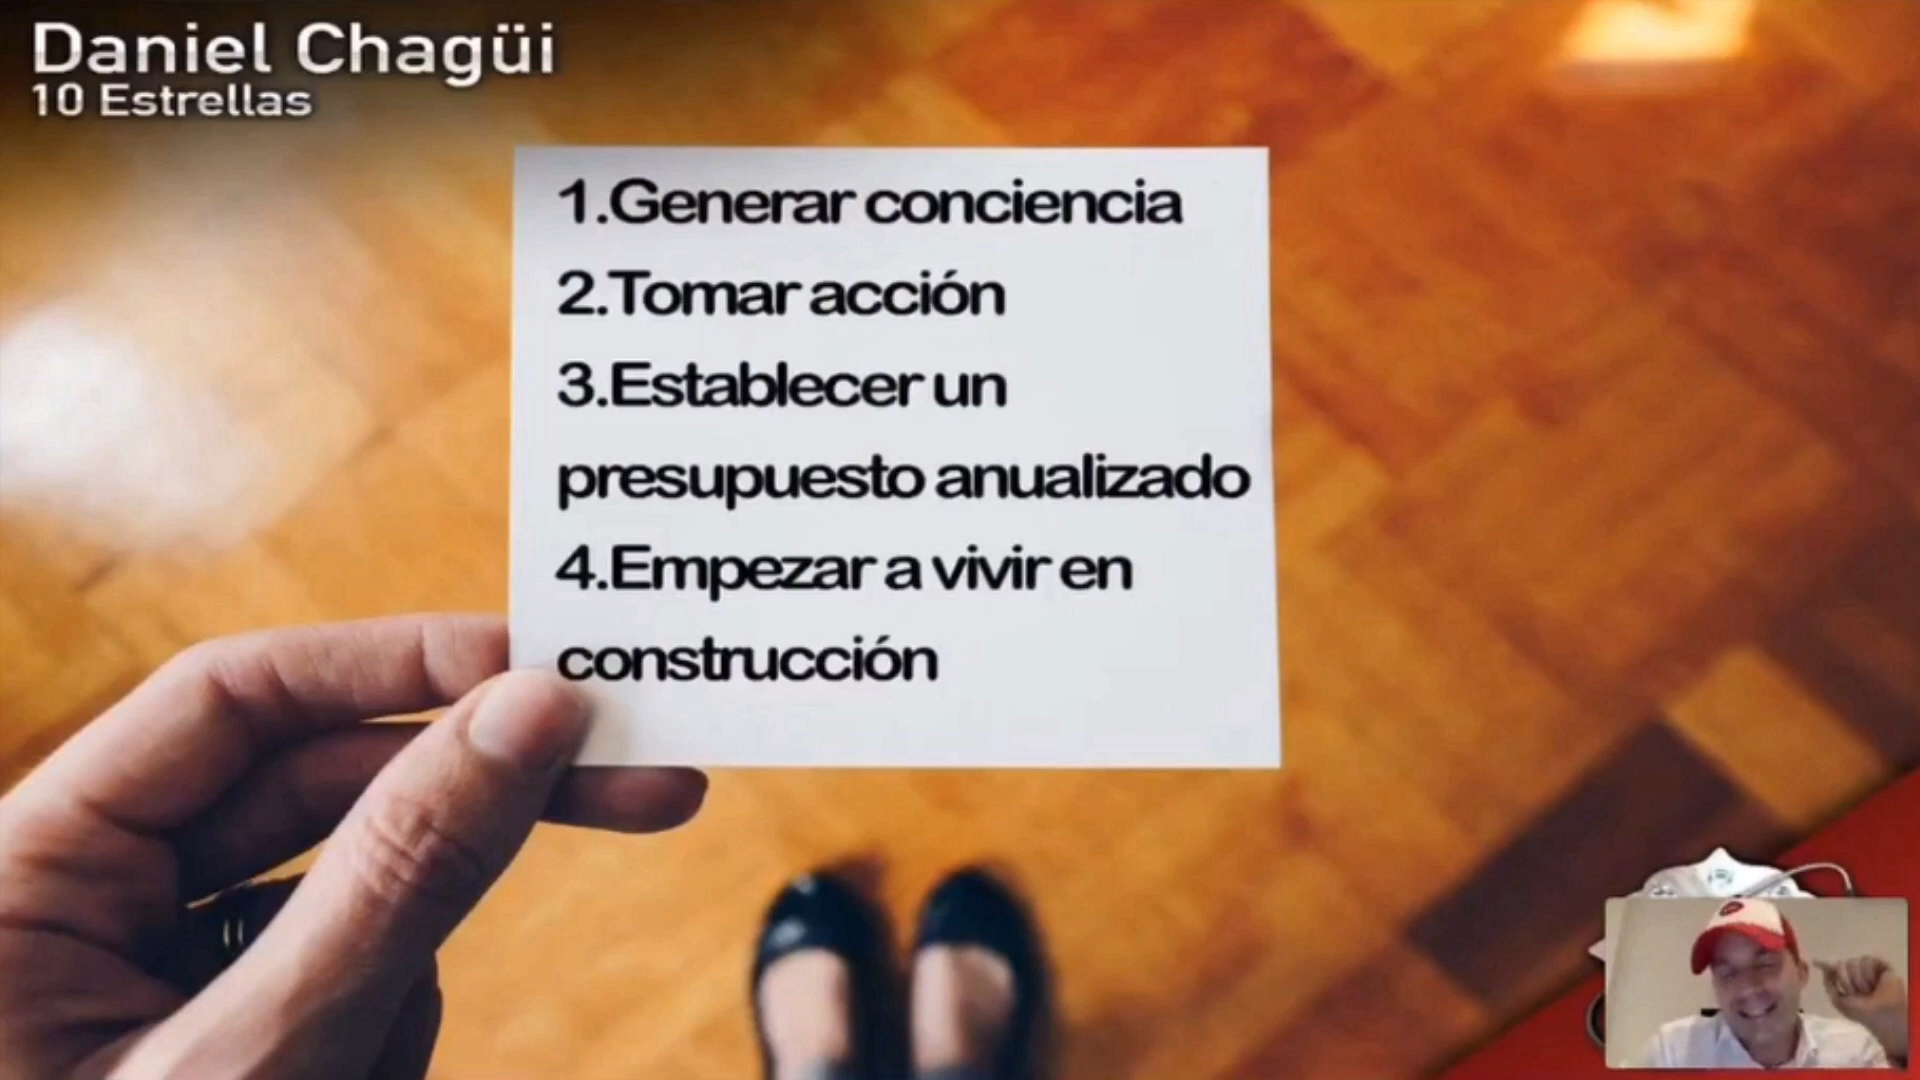 Daniel Chagüi
10 Estrellas
1.Generar conciencia
2.Tomar acción
3.Establecer un
presupuesto anualizado
4.Empezar a vivir en
construcción